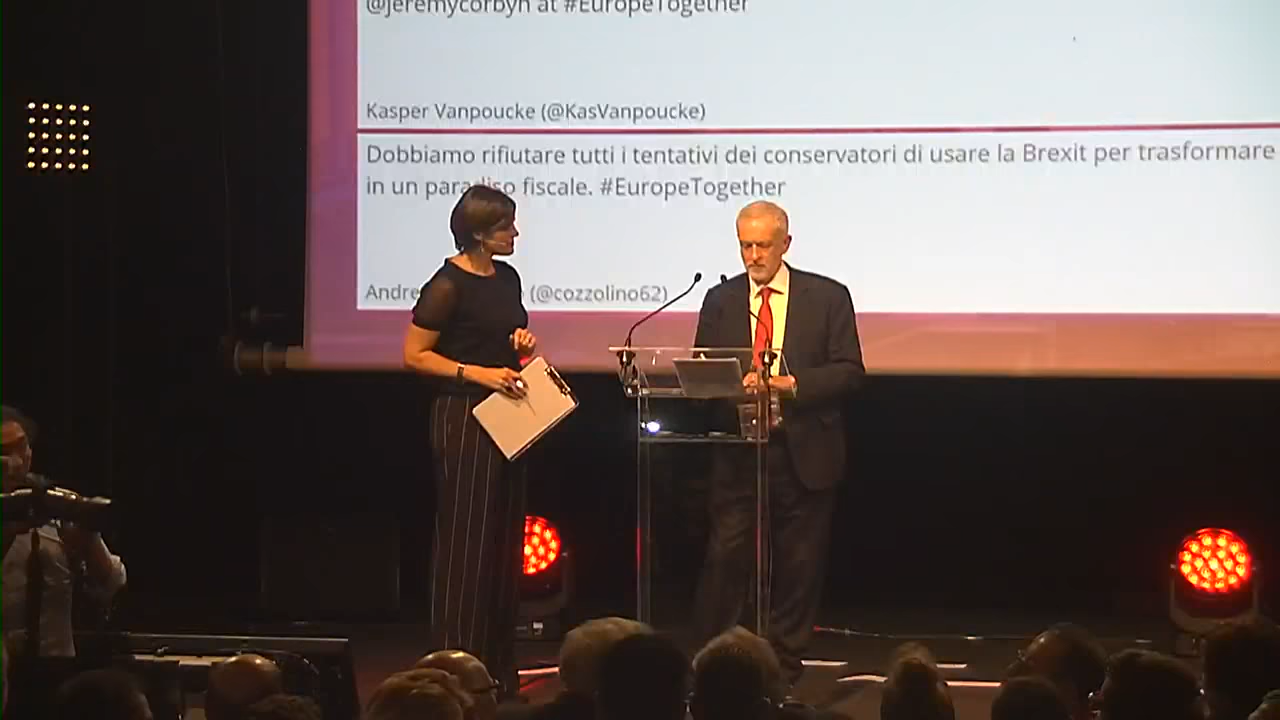 @jeremycorbyn at #EuropeTogether
Kasper Vanpoucke (@KasVanpoucke)
Dobbiamo rifiutare tutti i tentativi dei conservatori di usare la Brexit per trasformare
in un paradiso fiscale. #EuropeTogether
(@cozzolino62)